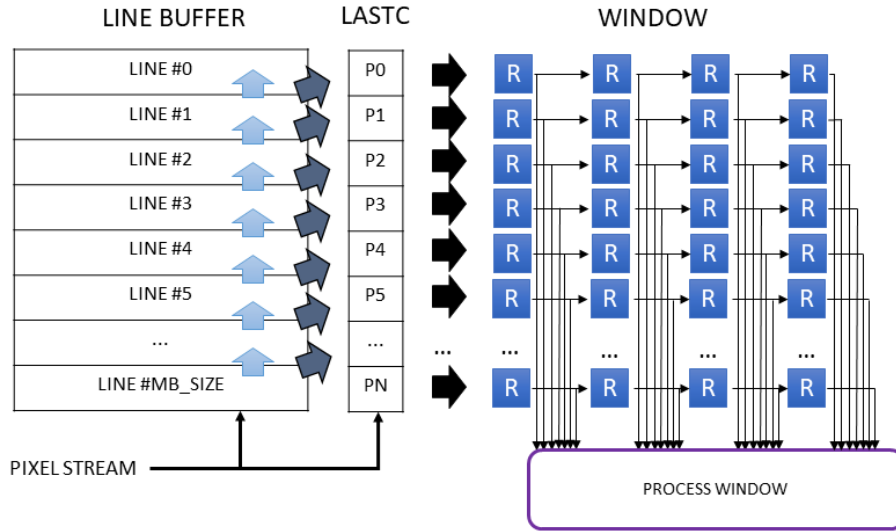 LINE BUFFER LASTC WINDOW
LINE #0 P0 R R R R
LINE #1 P1 R R R R
LINE #2 P2 R R R R
LINE #3 P3 R R R R
LINE #4 P4 R R R R
LINE #5 P5 R R R R
... ... ... ... ... ... ...
LINE #MB_SIZE PN R R R R
PIXEL STREAM
PROCESS WINDOW